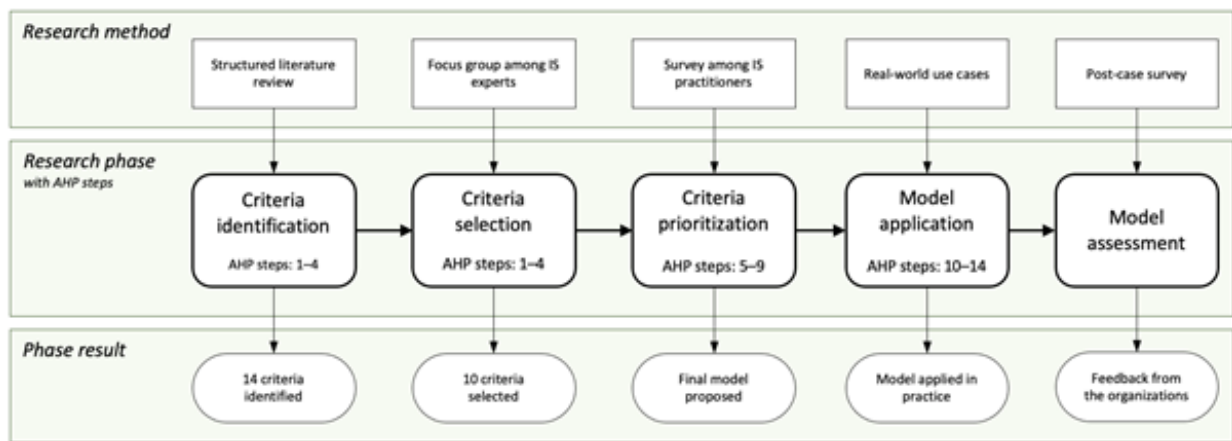 Research method
Structured literature
review
Focus group among IS
experts
Survey among IS
practitioners
Real-world use cases
Post-case survey
Research phase
with AHP steps
Criteria
identification
AHP steps: 1–4
Criteria
selection
AHP steps: 1–4
Criteria
prioritization
AHP steps: 5–9
Model
application
AHP steps: 10–14
Model
assessment
Phase result
14 criteria
identified
10 criteria
selected
Final model
proposed
Model applied in
practice
Feedback from
the organizations